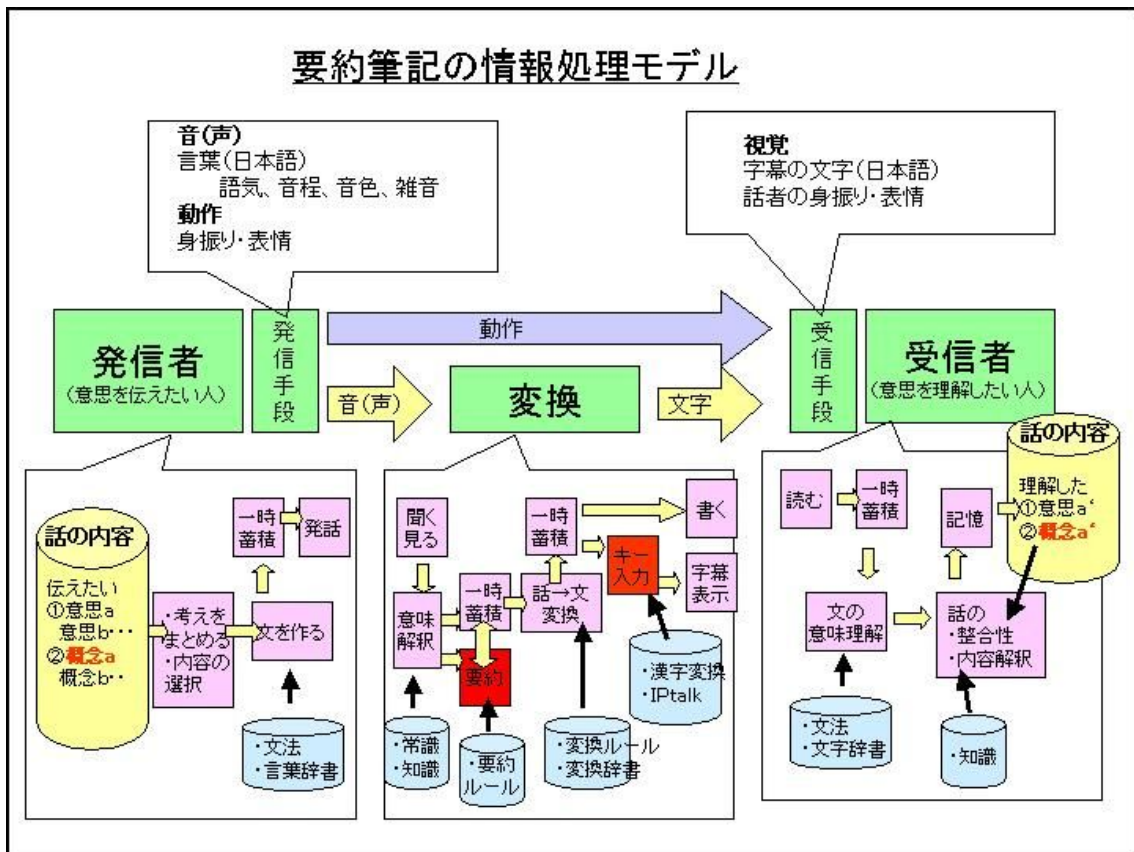 要約筆記の情報処理モデル
音(声)
言葉(日本語)
語気、音程、音色、雑音
動作
身振り・表情
視覚
字幕の文字(日本語)
話者の身振り・表情
発信者
(意思を伝えたい人)
発信手段
動作
音(声)
変換
文字
受信手段
受信者
(意思を理解したい人)
話の内容
伝えたい
①意思a
意思b・・・
②概念a
概念b・・
・考えを
まとめる
・内容の
選択
文を作る
一時
蓄積
発話
・文法
・言葉辞書
聞く
見る
意味
解釈
一時
蓄積
要約
話→文
変換
一時
蓄積
キー
入力
書く
字幕
表示
・常識
・知識
・要約
ルール
・変換ルール
・変換辞書
・漢字変換
・IPtalk
読む
一時
蓄積
文の
意味理解
話の
・整合性
・内容解釈
記憶
話の内容
理解した
①意思a‘
②概念a‘
・文法
・文字辞書
・知識